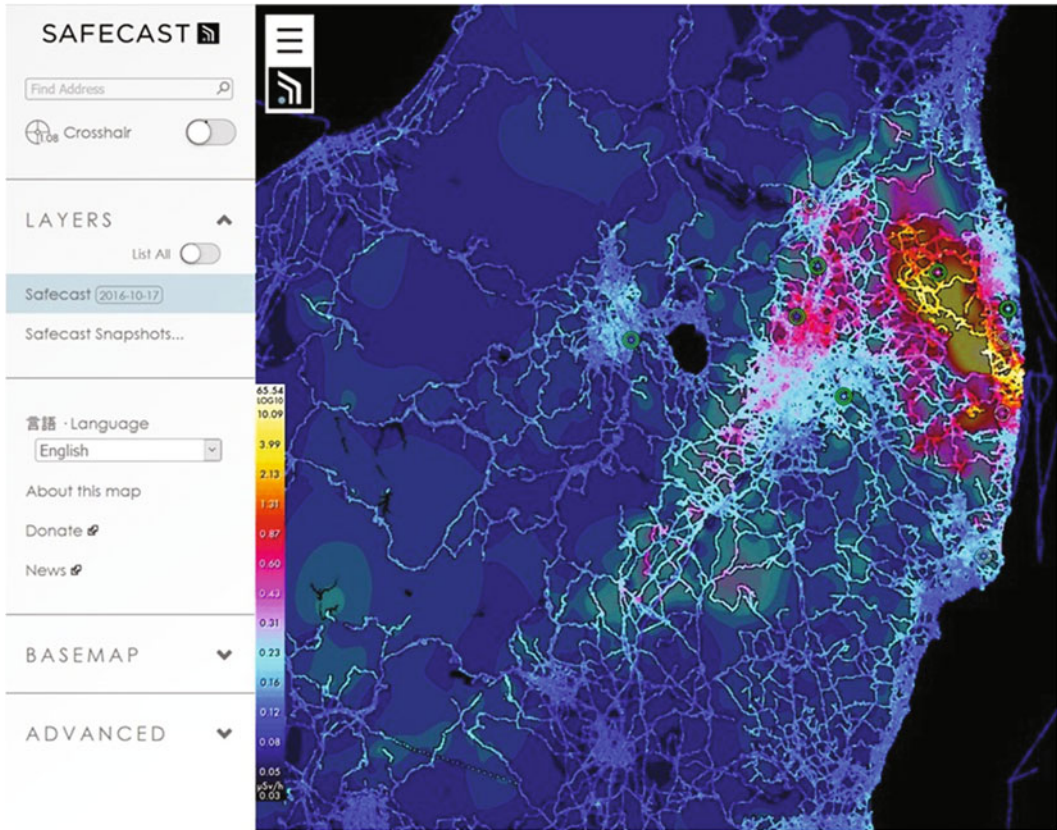 SAFECAST
Find Address
1.08 Crosshair
LAYERS
List All
Safecast 2016-10-17
Safecast Snapshots...
言語 · Language
English
About this map
Donate
News
BASEMAP
ADVANCED
65.54
LOG10
10.09
3.99
2.13
1.31
0.87
0.60
0.43
0.31
0.23
0.16
0.12
0.08
0.05
μSv/h
0.03